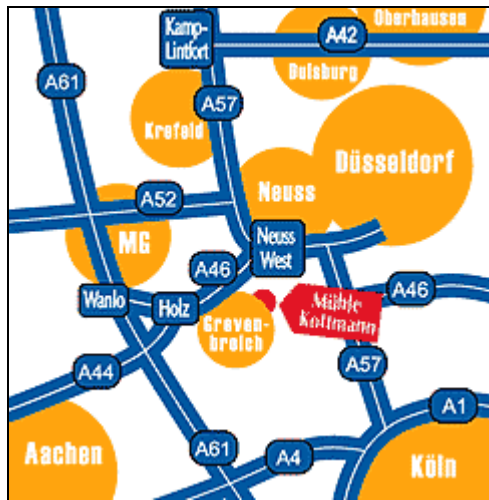 Oberhausen
Kamp-
Lintfort
A42
Duisburg
A61
A57
Krefeld
Düsseldorf
Neuss
A52
MG
Neuss
West
A46
Wanlo
Holz
Mühle
Kottmann
A46
Greven-
broich
A44
A57
A1
Aachen
A61
A4
Köln